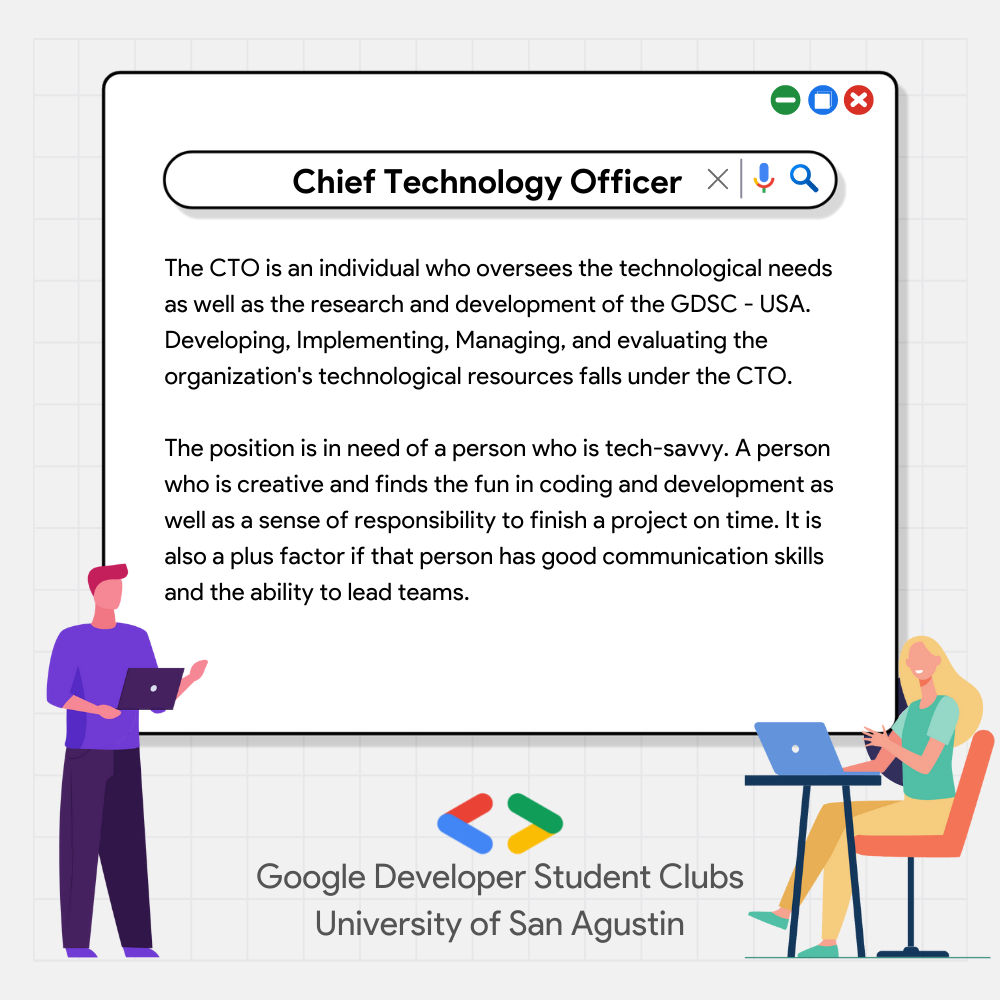 Chief Technology Officer
The CTO is an individual who oversees the technological needs
as well as the research and development of the GDSC - USA.
Developing, Implementing, Managing, and evaluating the
organization's technological resources falls under the CTO.
The position is in need of a person who is tech-savvy. A person
who is creative and finds the fun in coding and development as
well as a sense of responsibility to finish a project on time. It is
also a plus factor if that person has good communication skills
and the ability to lead teams.
Google Developer Student Clubs
University of San Agustin